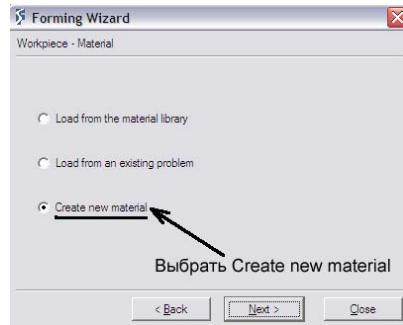 Forming Wizard
Workpiece - Material
Load from the material library
Load from an existing problem
Create new material
Выбрать Create new material
< Back
Next >
Close